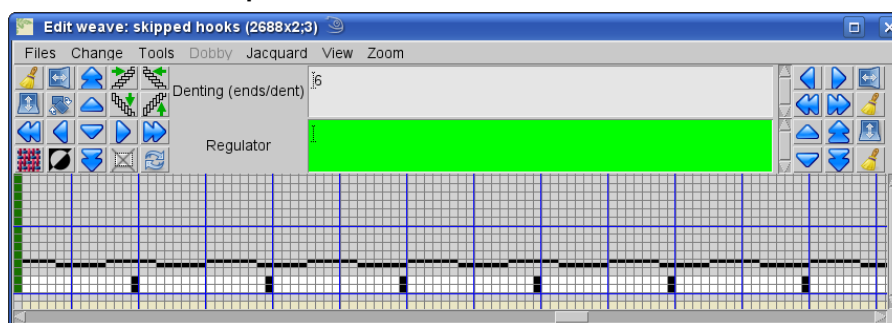 Edit weave: skipped hooks (2688x2;3)
Files Change Tools Dobby Jacquard View Zoom
Denting (ends/dent) 6
Regulator